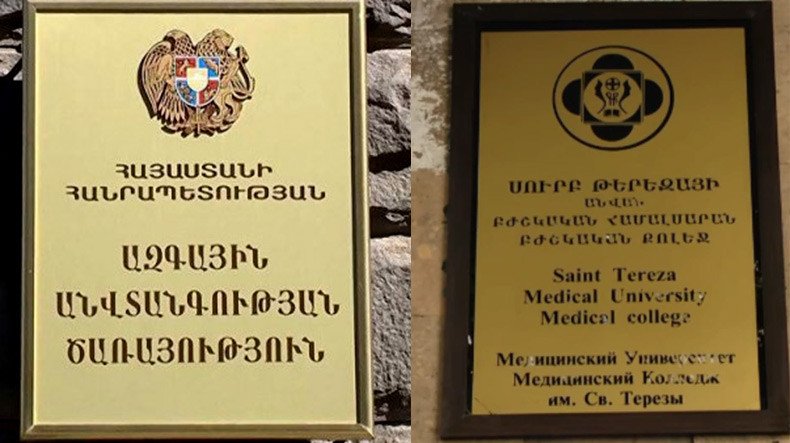 ՀԱՅԱՍՏԱՆԻ
ՀԱՆՐԱՊԵՏՈՒԹՅԱՆ
ԱԶԳԱՅԻՆ
ԱՆՎՏԱՆԳՈՒԹՅԱՆ
ԾԱՌԱՅՈՒԹՅՈՒՆ
ՍՈՒՐԲ ԹԵՐԵԶԱՅԻ
ԱՆՎԱՆ
ԲԺՇԿԱԿԱՆ ՀԱՄԱԼՍԱՐԱՆ
ԲԺՇԿԱԿԱՆ ՔՈԼԵՋ
Saint Tereza
Medical University
Medical college
Медицинский Университет
Медицинский Колледж
им. Св. Терезы